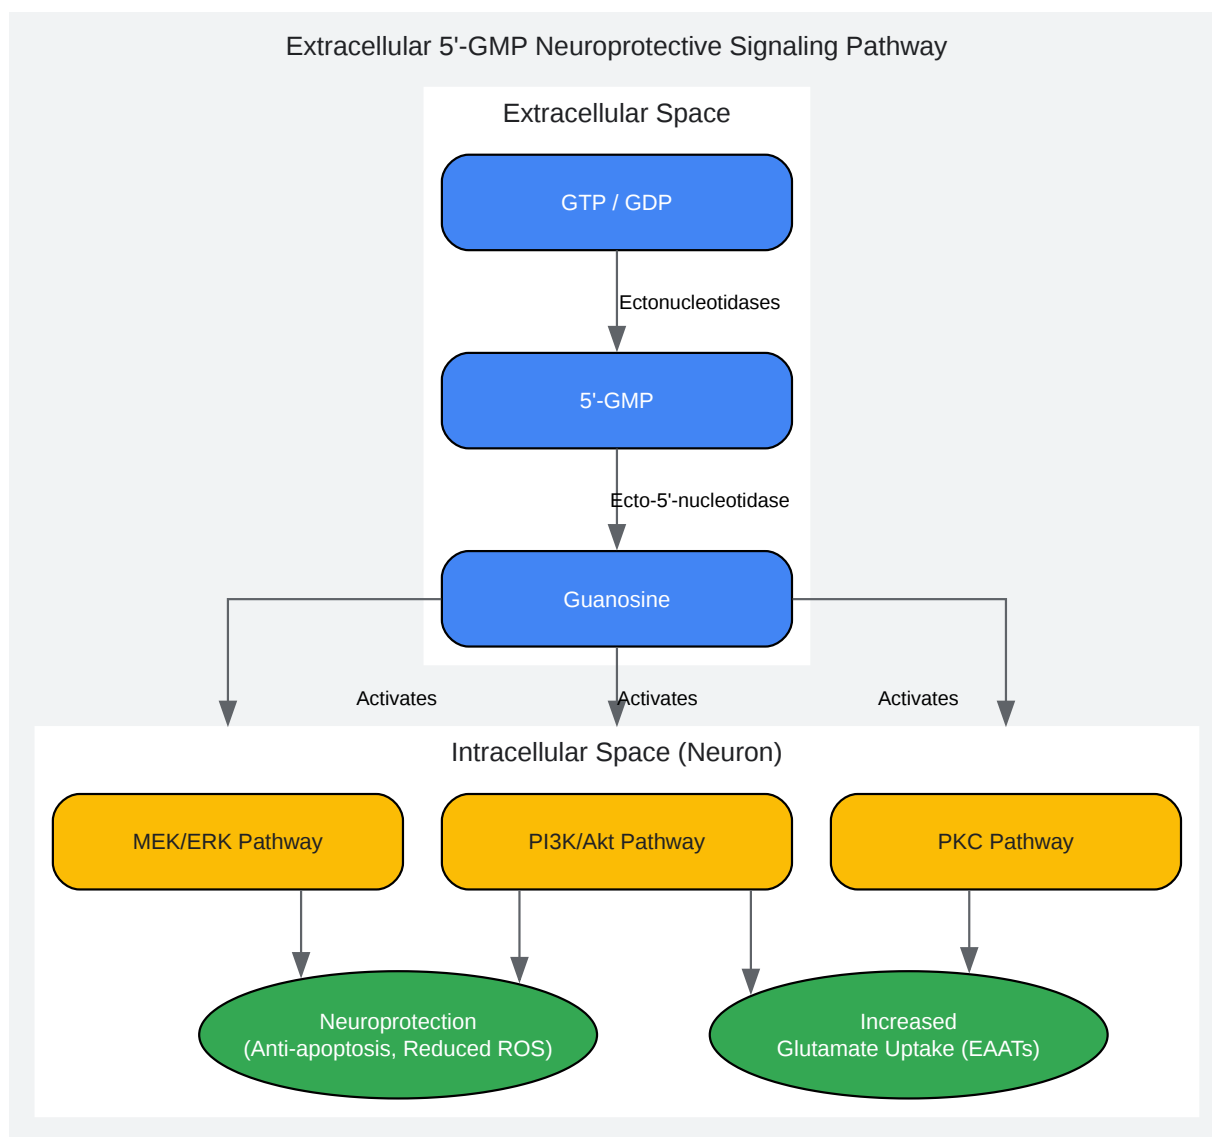 Extracellular 5'-GMP Neuroprotective Signaling Pathway
Extracellular Space
GTP / GDP
Ectonucleotidases
5'-GMP
Ecto-5'-nucleotidase
Guanosine
Activates
Activates
Activates
Intracellular Space (Neuron)
MEK/ERK Pathway
PI3K/Akt Pathway
PKC Pathway
Neuroprotection
(Anti-apoptosis, Reduced ROS)
Increased
Glutamate Uptake (EAATs)